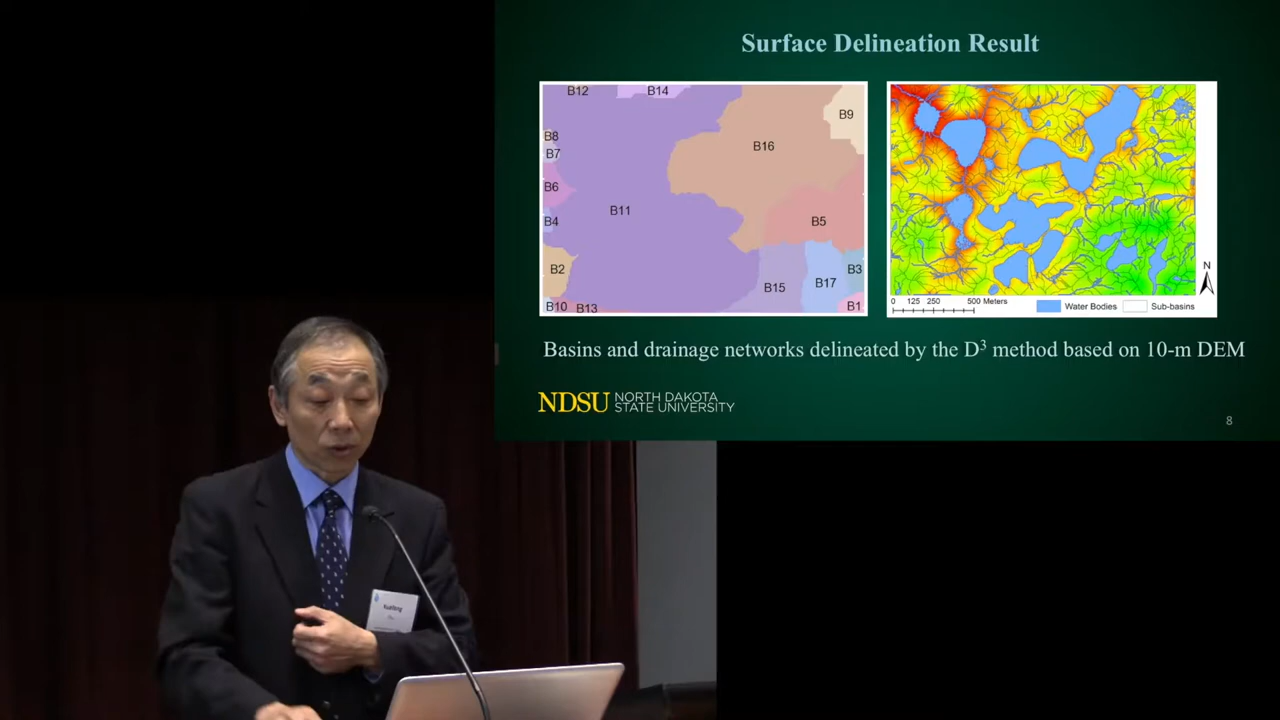 Surface Delineation Result
B12
B14
B9
B8
B7
B16
B6
B11
B4
B5
B2
B3
B15
B17
B10
B13
B1
N
0 125 250 500 Meters
Water Bodies
Sub-basins
Basins and drainage networks delineated by the D³ method based on 10-m DEM
NDSU NORTH DAKOTA
STATE UNIVERSITY
8
Xuefeng